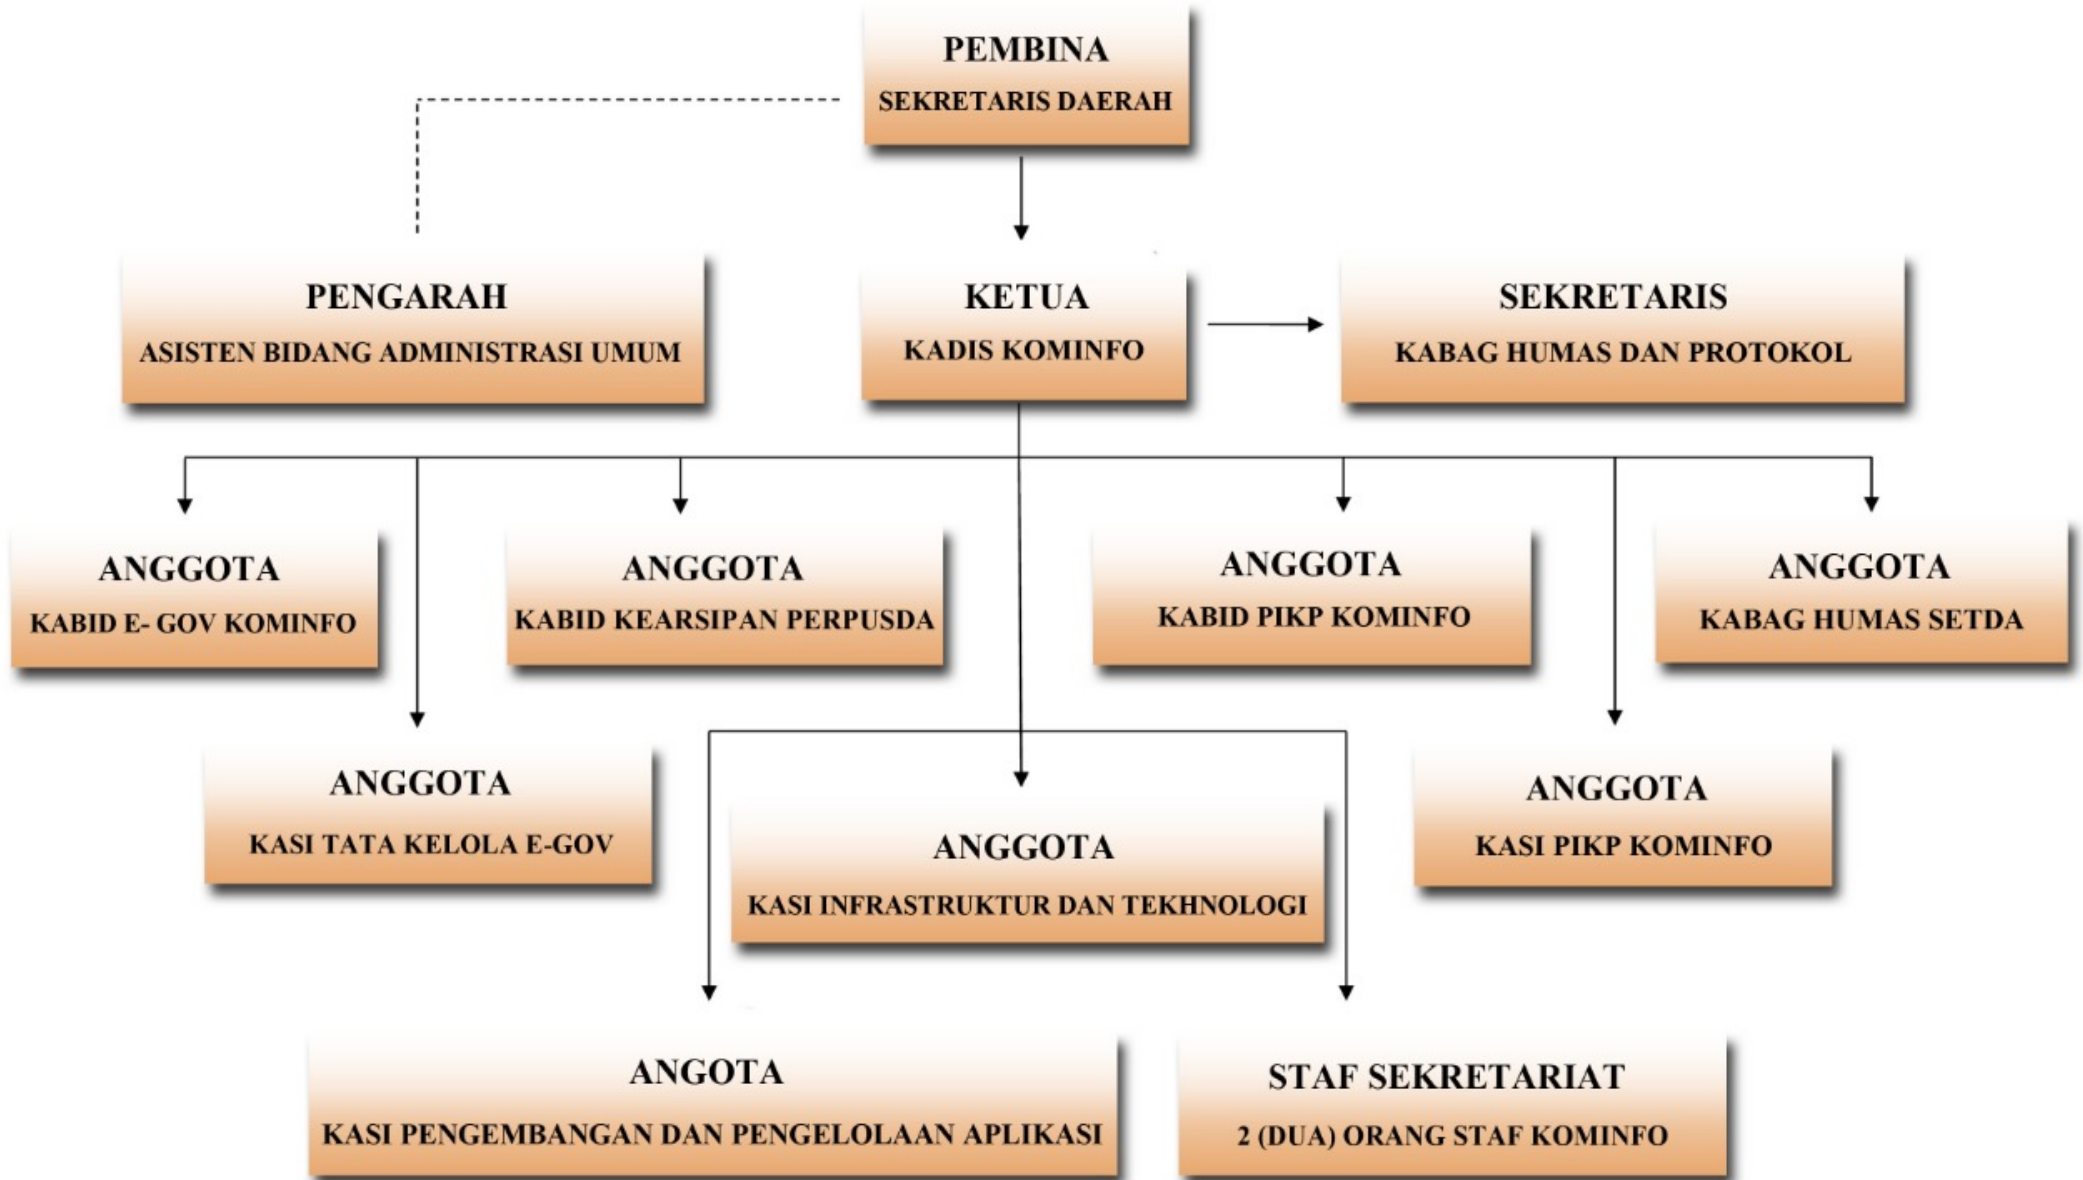 PEMBINA
SEKRETARIS DAERAH
PENGARAH
ASISTEN BIDANG ADMINISTRASI UMUM
KETUA
KADIS KOMINFO
SEKRETARIS
KABAG HUMAS DAN PROTOKOL
ANGGOTA
KABID E- GOV KOMINFO
ANGGOTA
KABID KEARSIPAN PERPUSDA
ANGGOTA
KABID PIKP KOMINFO
ANGGOTA
KABAG HUMAS SETDA
ANGGOTA
KASI TATA KELOLA E-GOV
ANGGOTA
KASI INFRASTRUKTUR DAN TEKHNOLOGI
ANGGOTA
KASI PIKP KOMINFO
ANGOTA
KASI PENGEMBANGAN DAN PENGELOLAAN APLIKASI
STAF SEKRETARIAT
2 (DUA) ORANG STAF KOMINFO